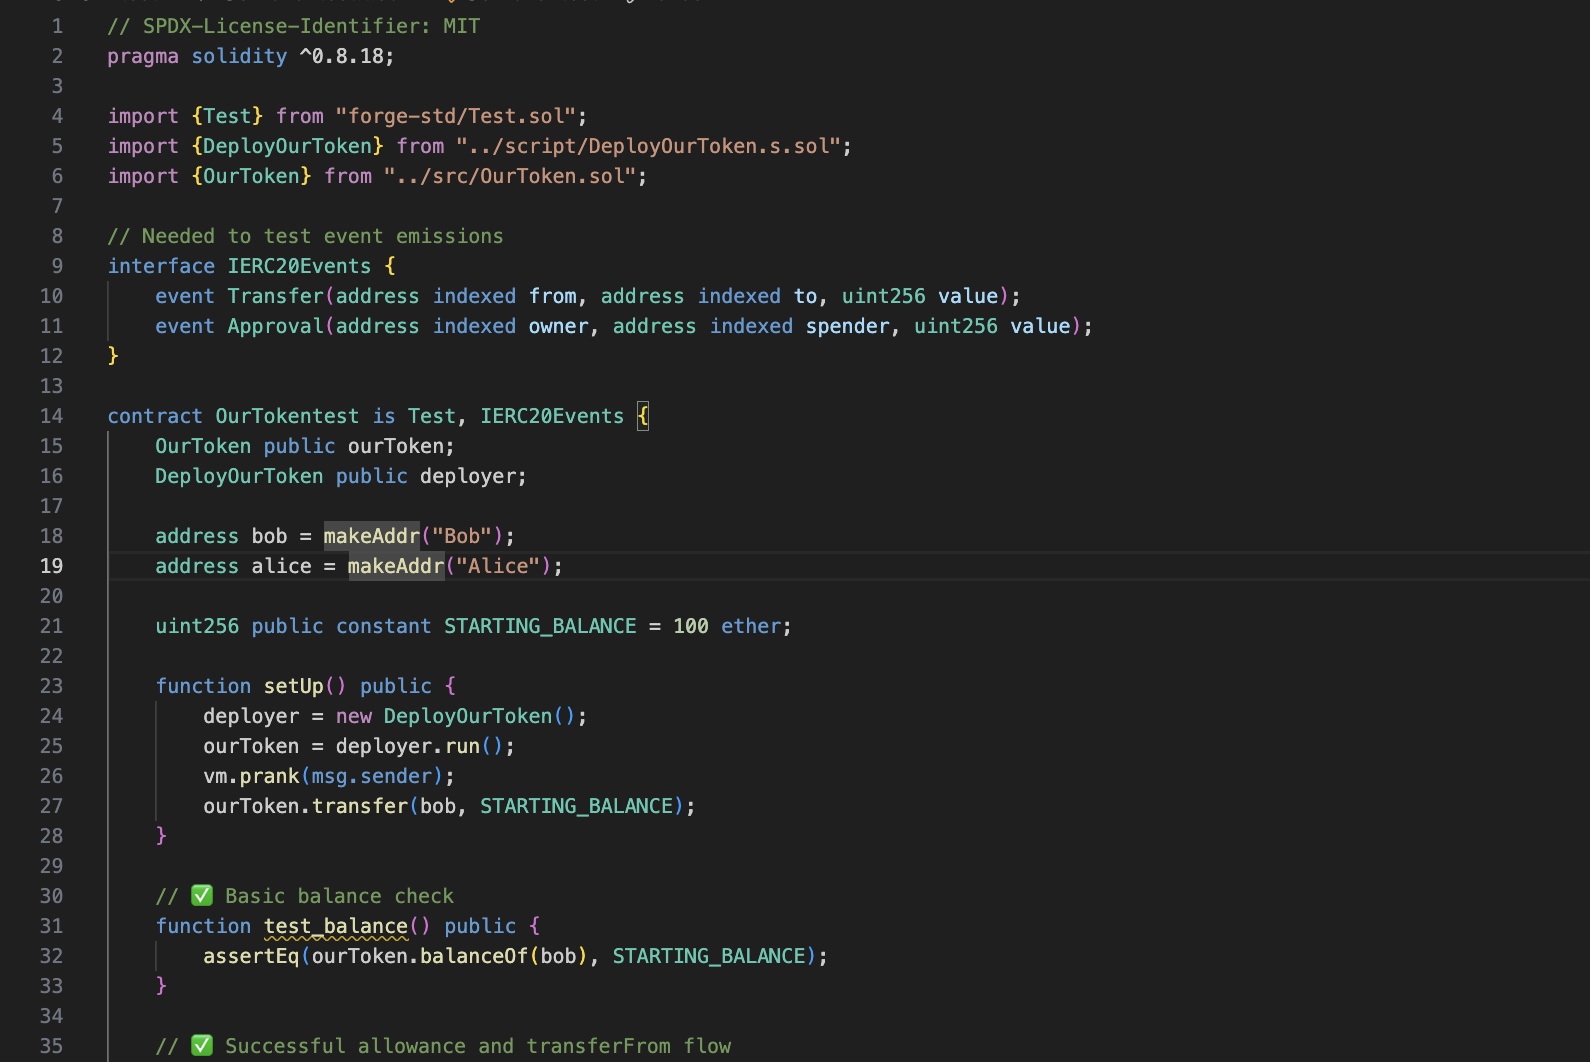 1 // SPDX-License-Identifier: MIT
2 pragma solidity ^0.8.18;
3
4 import {Test} from "forge-std/Test.sol";
5 import {DeployOurToken} from "../script/DeployOurToken.s.sol";
6 import {OurToken} from "../src/OurToken.sol";
7
8 // Needed to test event emissions
9 interface IERC20Events {
10     event Transfer(address indexed from, address indexed to, uint256 value);
11     event Approval(address indexed owner, address indexed spender, uint256 value);
12 }
13
14 contract OurTokentest is Test, IERC20Events {
15     OurToken public ourToken;
16     DeployOurToken public deployer;
17
18     address bob = makeAddr("Bob");
19     address alice = makeAddr("Alice");
20
21     uint256 public constant STARTING_BALANCE = 100 ether;
22
23     function setUp() public {
24         deployer = new DeployOurToken();
25         ourToken = deployer.run();
26         vm.prank(msg.sender);
27         ourToken.transfer(bob, STARTING_BALANCE);
28     }
29
30     // ✅ Basic balance check
31     function test_balance() public {
32         assertEq(ourToken.balanceOf(bob), STARTING_BALANCE);
33     }
34
35     // ✅ Successful allowance and transferFrom flow